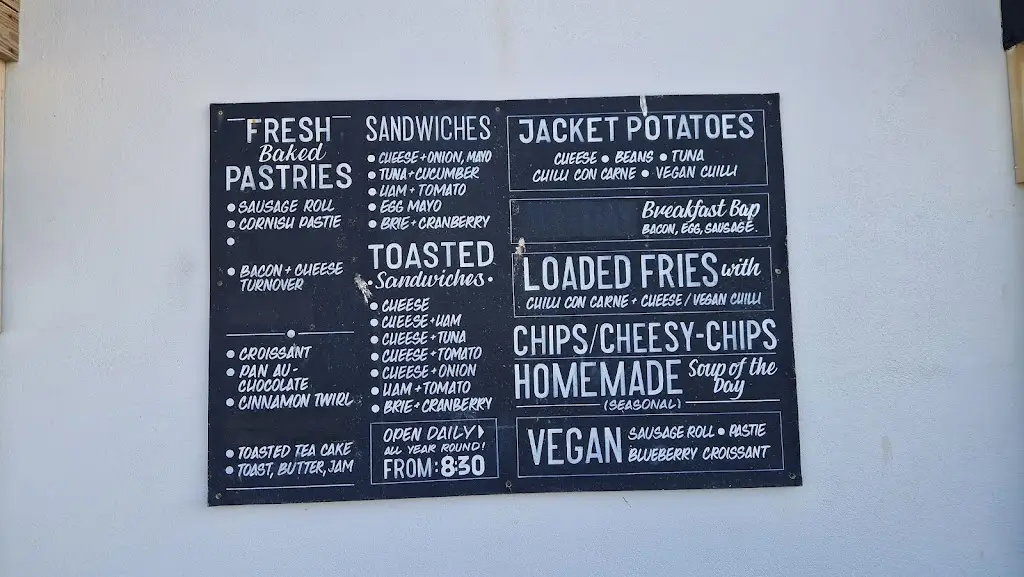 FRESH
Baked
PASTRIES
SAUSAGE ROLL
CORNISH PASTIE
BACON + CHEESE
TURNOVER
CROISSANT
PAN AU-
CHOCOLATE
CINNAMON TWIRL
TOASTED TEA CAKE
TOAST, BUTTER, JAM
SANDWICHES
CHEESE + ONION, MAYO
TUNA + CUCUMBER
HAM + TOMATO
EGG MAYO
BRIE + CRANBERRY
TOASTED
Sandwiches
CHEESE
CHEESE + HAM
CHEESE + TUNA
CHEESE + TOMATO
CHEESE + ONION
HAM + TOMATO
BRIE + CRANBERRY
OPEN DAILY
ALL YEAR ROUND!
FROM: 8:30
JACKET POTATOES
CHEESE • BEANS • TUNA
CHILLI CON CARNE • VEGAN CHILLI
Breakfast Bap
BACON, EGG, SAUSAGE.
LOADED FRIES with
CHILLI CON CARNE + CHEESE / VEGAN CHILLI
CHIPS/CHEESY-CHIPS
HOMEMADE Soup of the Day
(SEASONAL)
VEGAN SAUSAGE ROLL • PASTIE
BLUEBERRY CROISSANT